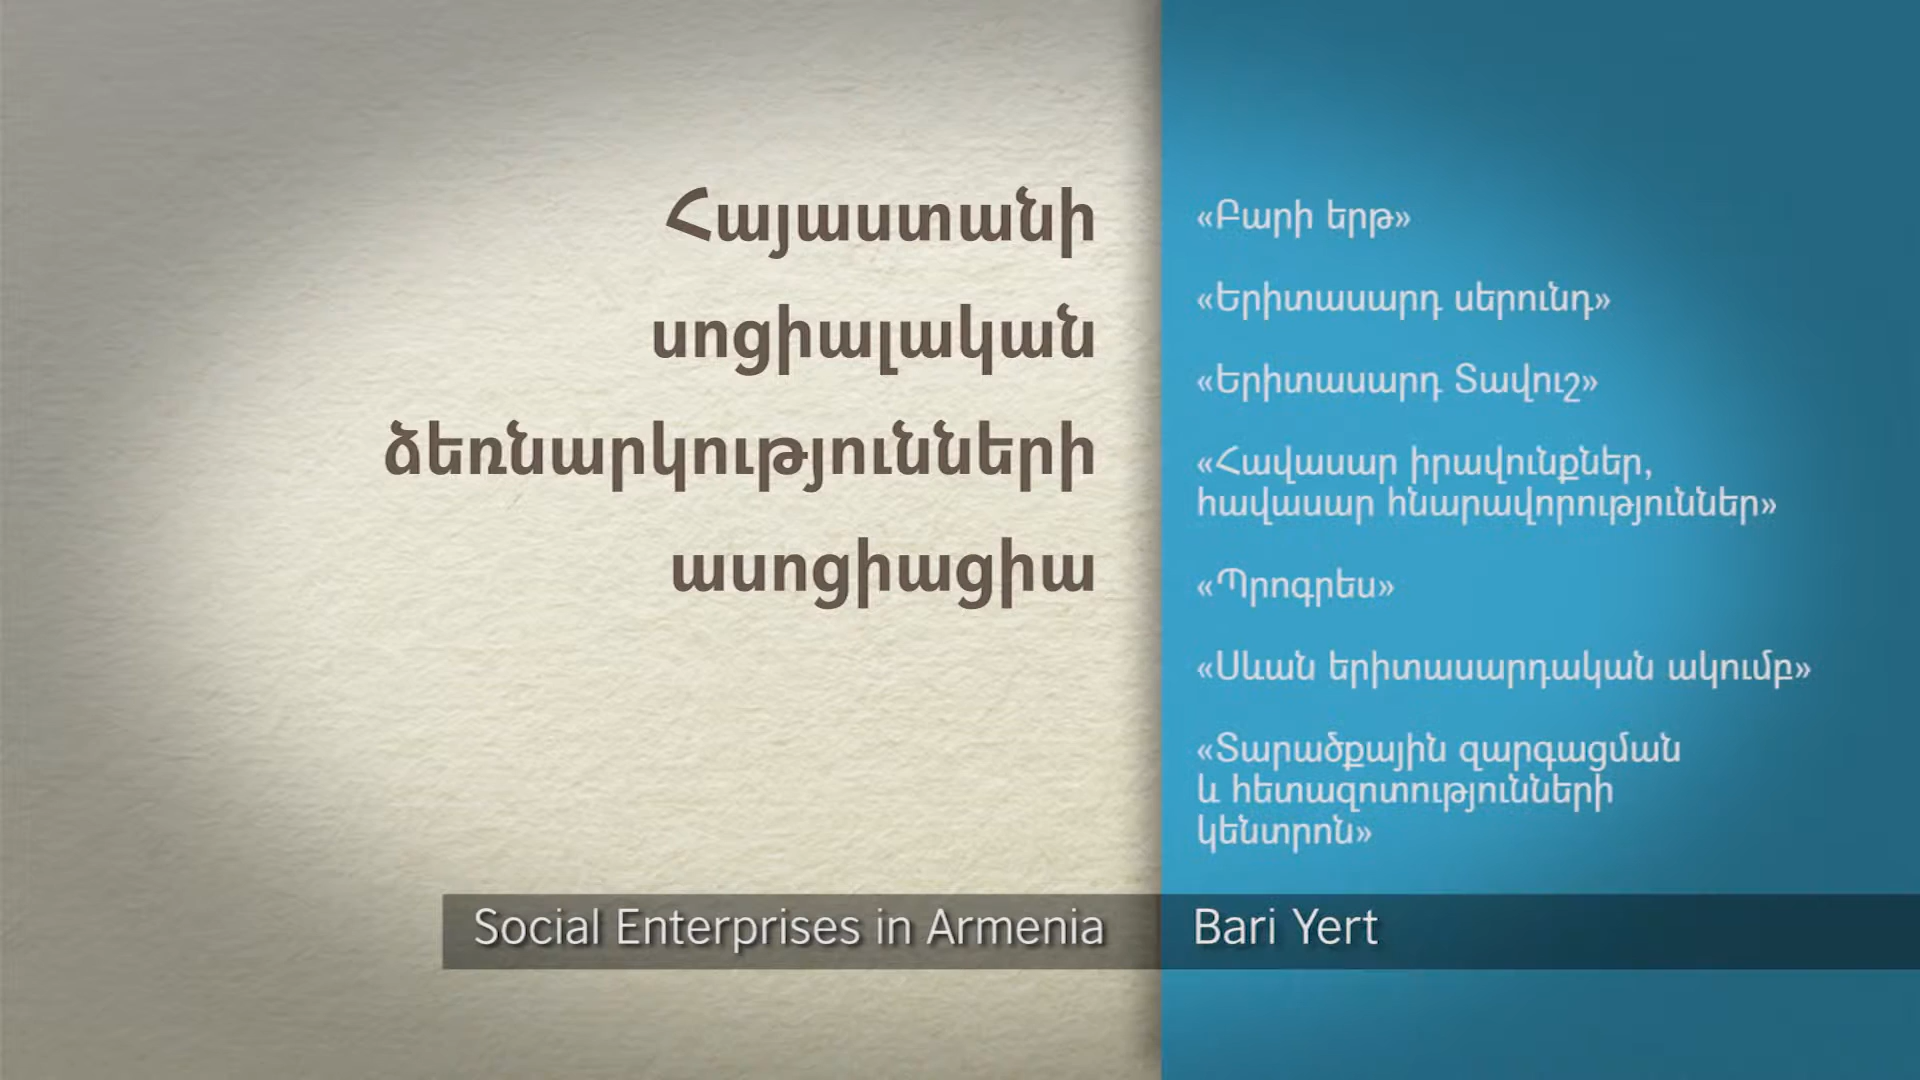 Հայաստանի
սոցիալական
ձեռնարկությունների
ասոցիացիա
«Բարի երթ»
«Երիտասարդ սերունդ»
«Երիտասարդ Տավուշ»
«Հավասար իրավունքներ,
հավասար հնարավորություններ»
«Պրոգրես»
«Սևան երիտասարդական ակումբ»
«Տարածքային զարգացման
և հետազոտությունների
կենտրոն»
Social Enterprises in Armenia
Bari Yert